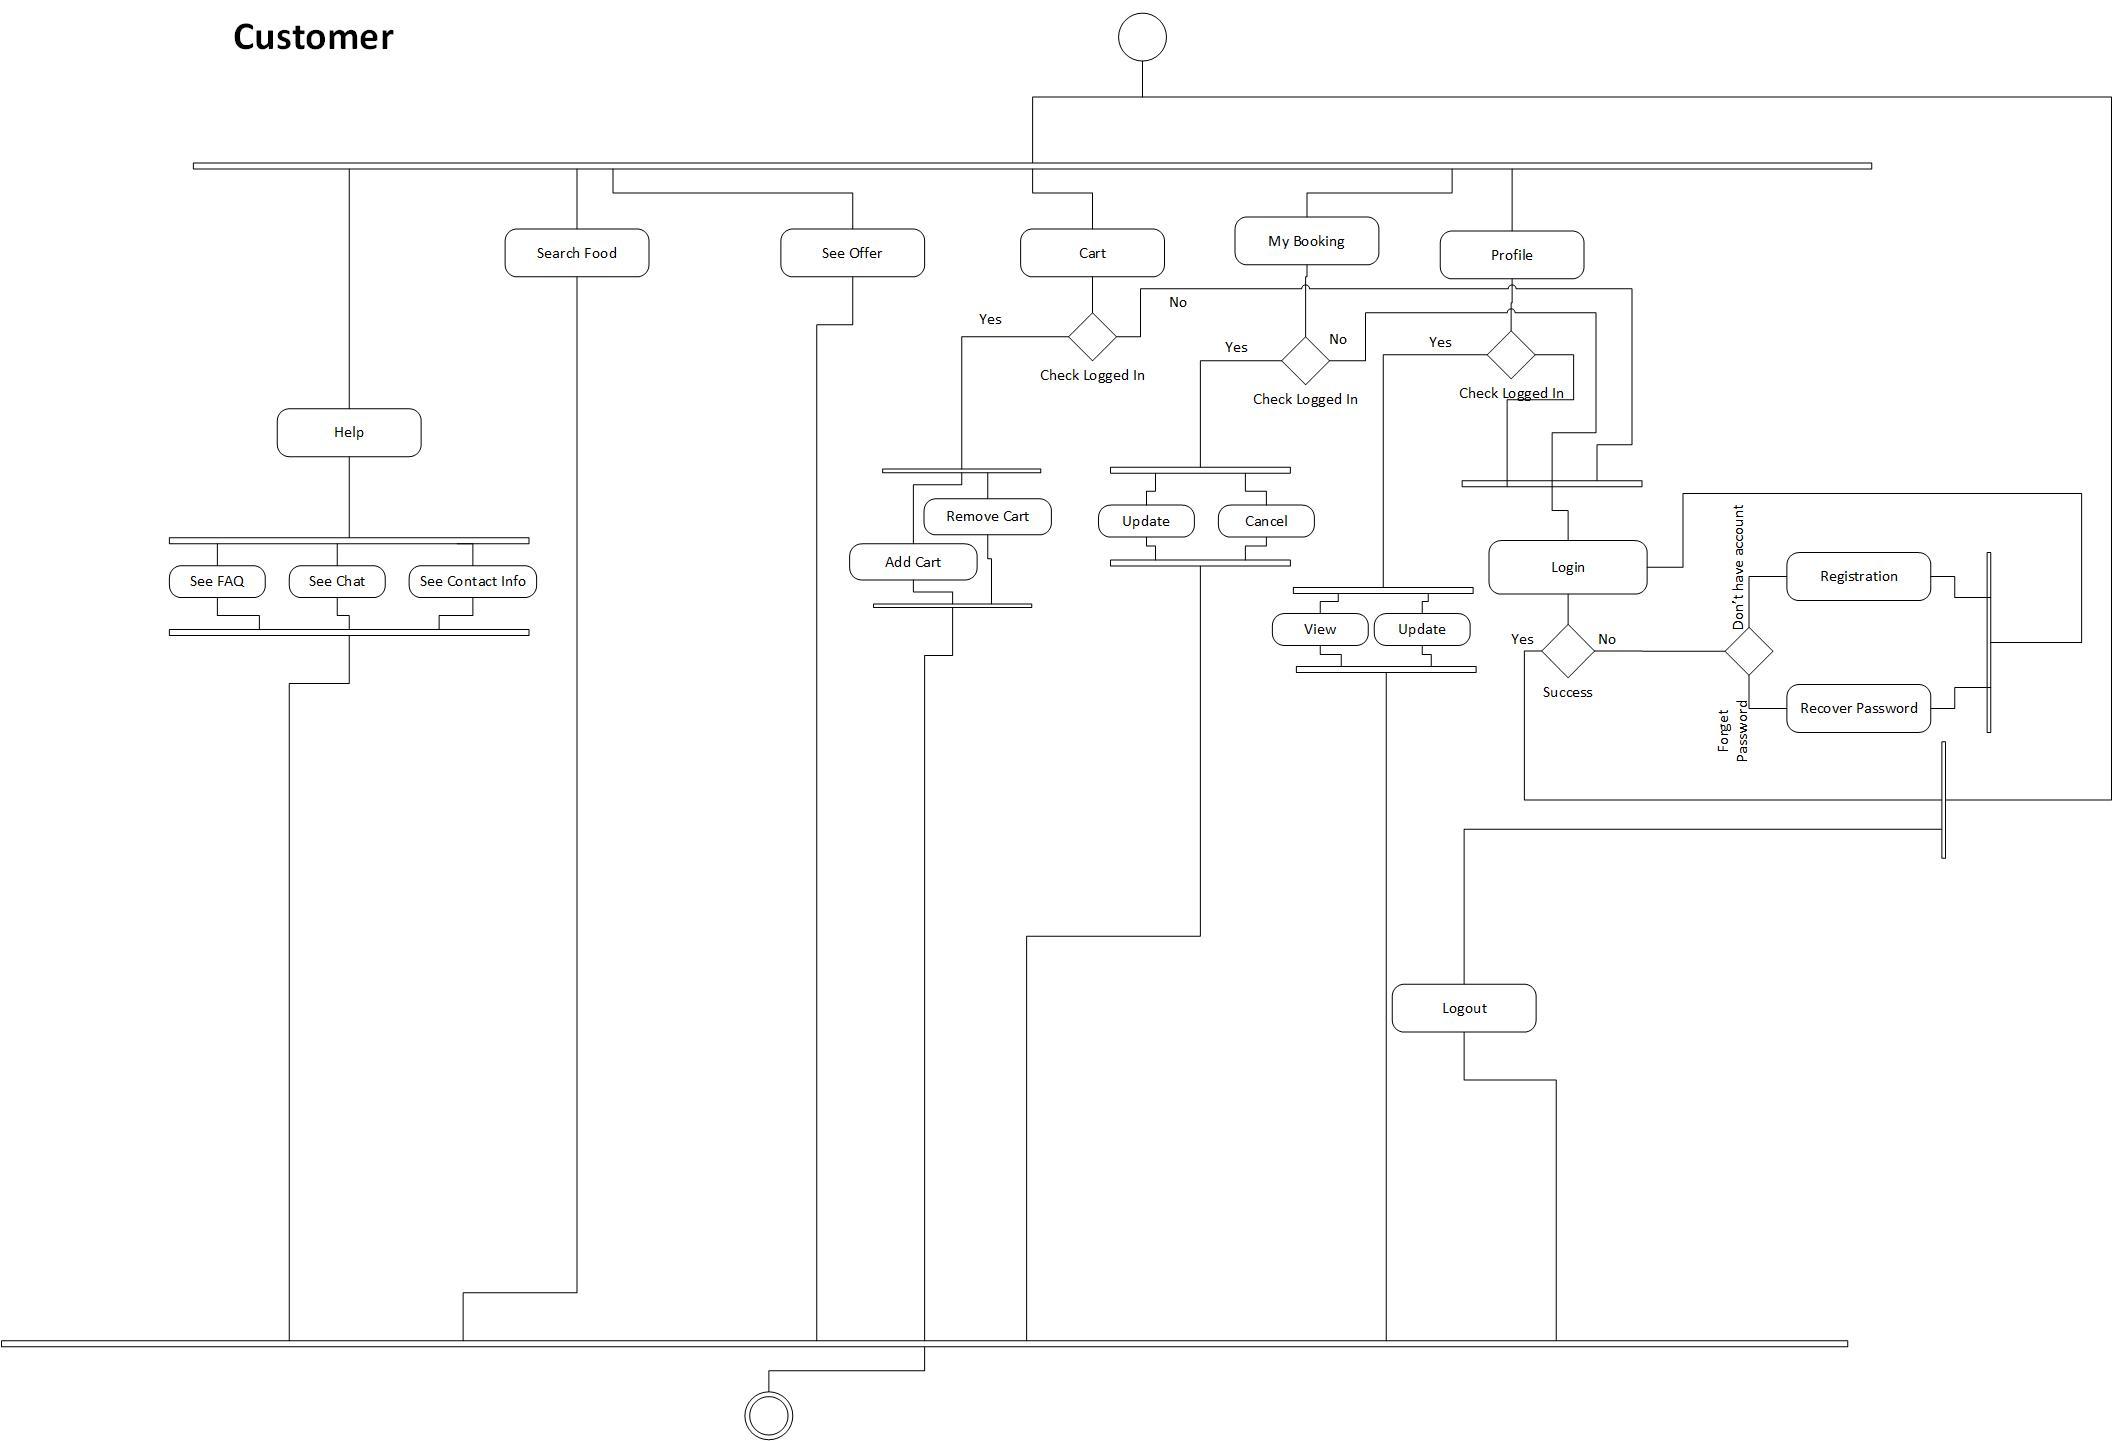 Customer
Search Food
See Offer
Cart
My Booking
Profile
No
Yes
Check Logged In
Yes
No
Check Logged In
Yes
Check Logged In
Help
See FAQ
See Chat
See Contact Info
Remove Cart
Add Cart
Update
Cancel
View
Update
Login
Yes
No
Success
Don't have account
Registration
Forget
Password
Recover Password
Logout